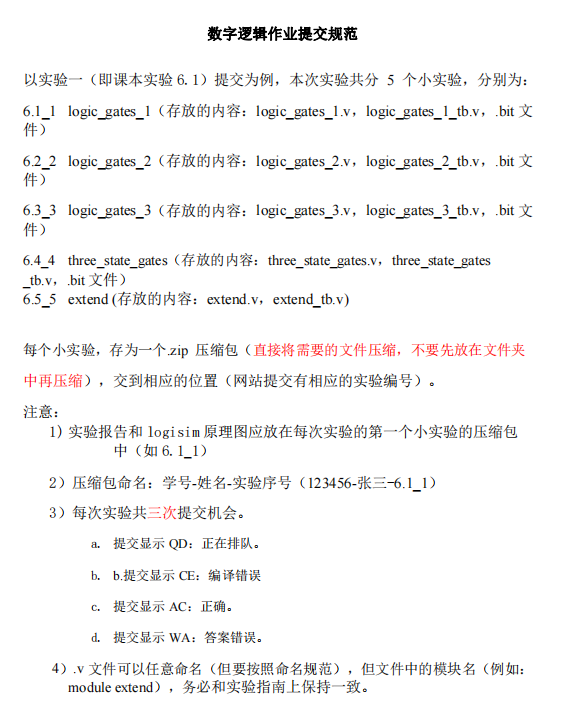 数字逻辑作业提交规范
以实验一（即课本实验 6.1）提交为例，本次实验共分 5 个小实验，分别为：
6.1_1 logic_gates_1（存放的内容：logic_gates_1.v，logic_gates_1_tb.v，.bit 文
件）
6.2_2 logic_gates_2（存放的内容：logic_gates_2.v，logic_gates_2_tb.v，.bit 文
件）
6.3_3 logic_gates_3（存放的内容：logic_gates_3.v，logic_gates_3_tb.v，.bit 文
件）
6.4_4 three_state_gates（存放的内容：three_state_gates.v，three_state_gates
_tb.v，.bit 文件）
6.5_5 extend (存放的内容：extend.v，extend_tb.v)
每个小实验，存为一个.zip 压缩包（直接将需要的文件压缩，不要先放在文件夹
中再压缩），交到相应的位置（网站提交有相应的实验编号）。
注意：
1）实验报告和 logisim 原理图应放在每次实验的第一个小实验的压缩包
中（如 6.1_1）
2）压缩包命名：学号-姓名-实验序号（123456-张三-6.1_1）
3）每次实验共三次提交机会。
a. 提交显示 QD：正在排队。
b. b.提交显示 CE：编译错误
c. 提交显示 AC：正确。
d. 提交显示 WA：答案错误。
4）.v 文件可以任意命名（但要按照命名规范），但文件中的模块名（例如：
module extend），务必和实验指南上保持一致。